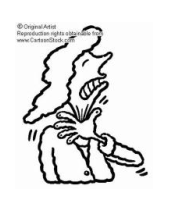 © Original Artist
Reproduction rights obtainable from
www.CartoonStock.com